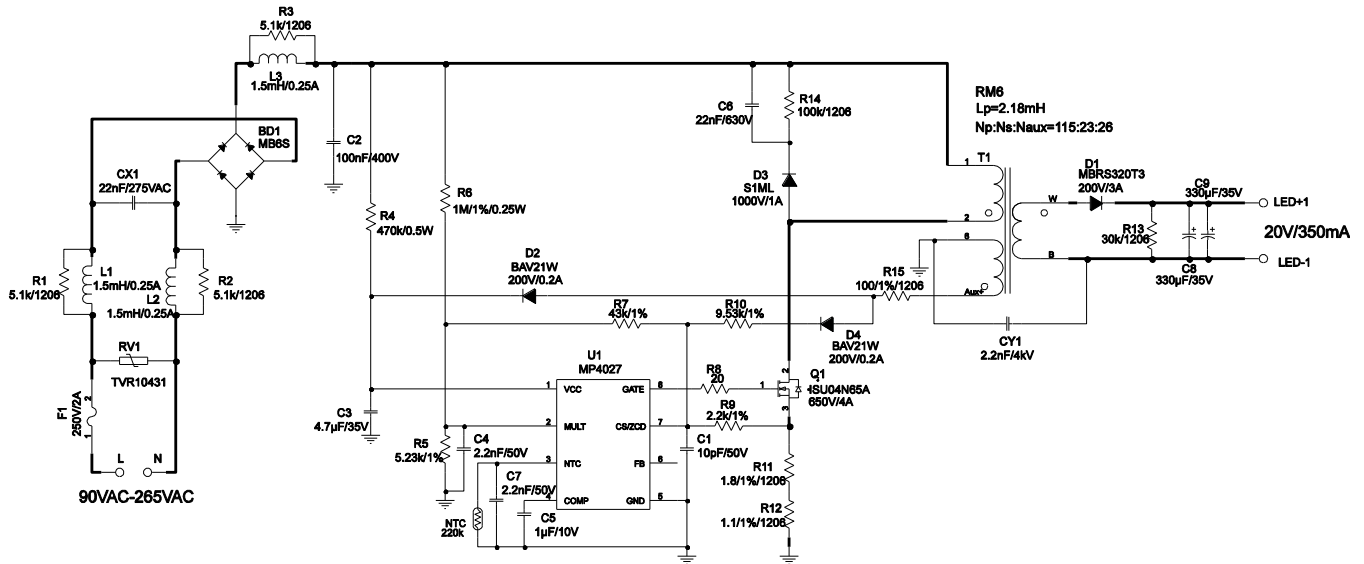 R3
5.1k/1206
L3
1.5mH/0.25A
BD1
MB6S
CX1
22nF/275VAC
C2
100nF/400V
R4
470k/0.5W
R6
1M/1%/0.25W
C6
22nF/630V
R14
100k/1206
D3
S1ML
1000V/1A
RM6
Lp=2.18mH
Np:Ns:Naux=115:23:26
T1
1
2
6
Aux+
W
B
D1
MBRS320T3
200V/3A
R13
30k/1206
C9
330µF/35V
C8
330µF/35V
+
+
LED+1
20V/350mA
LED-1
R1
5.1k/1206
L1
1.5mH/0.25A
L2
1.5mH/0.25A
R2
5.1k/1206
D2
BAV21W
200V/0.2A
R15
100/1%/1206
R7
43k/1%
R10
9.53k/1%
D4
BAV21W
200V/0.2A
CY1
2.2nF/4kV
RV1
TVR10431
F1
250V/2A
2
1
L
N
90VAC-265VAC
C3
4.7µF/35V
R5
5.23k/1%
C4
2.2nF/50V
C7
2.2nF/50V
NTC
220k
C5
1µF/10V
U1
MP4027
1
VCC
GATE
8
2
MULT
CS/ZCD
7
3
NTC
FB
6
4
COMP
GND
5
R8
20
R9
2.2k/1%
C1
10pF/50V
Q1
ISU04N65A
650V/4A
1
2
3
R11
1.8/1%/1206
R12
1.1/1%/1206